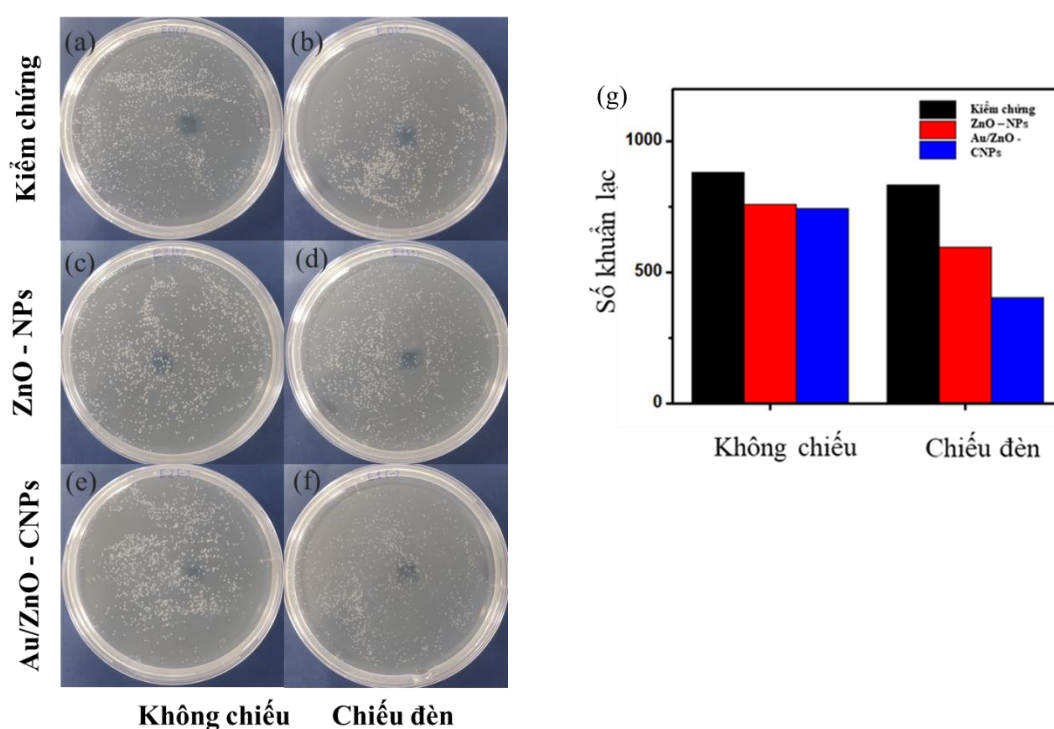 Kiểm chứng
ZnO - NPs
Au/ZnO - CNPs
(a)
(b)
(c)
(d)
(e)
(f)
Không chiếu
Chiếu đèn
(g)
Số khuẩn lạc
1000
500
0
Kiểm chứng
ZnO – NPs
Au/ZnO -
CNPs
Không chiếu
Chiếu đèn